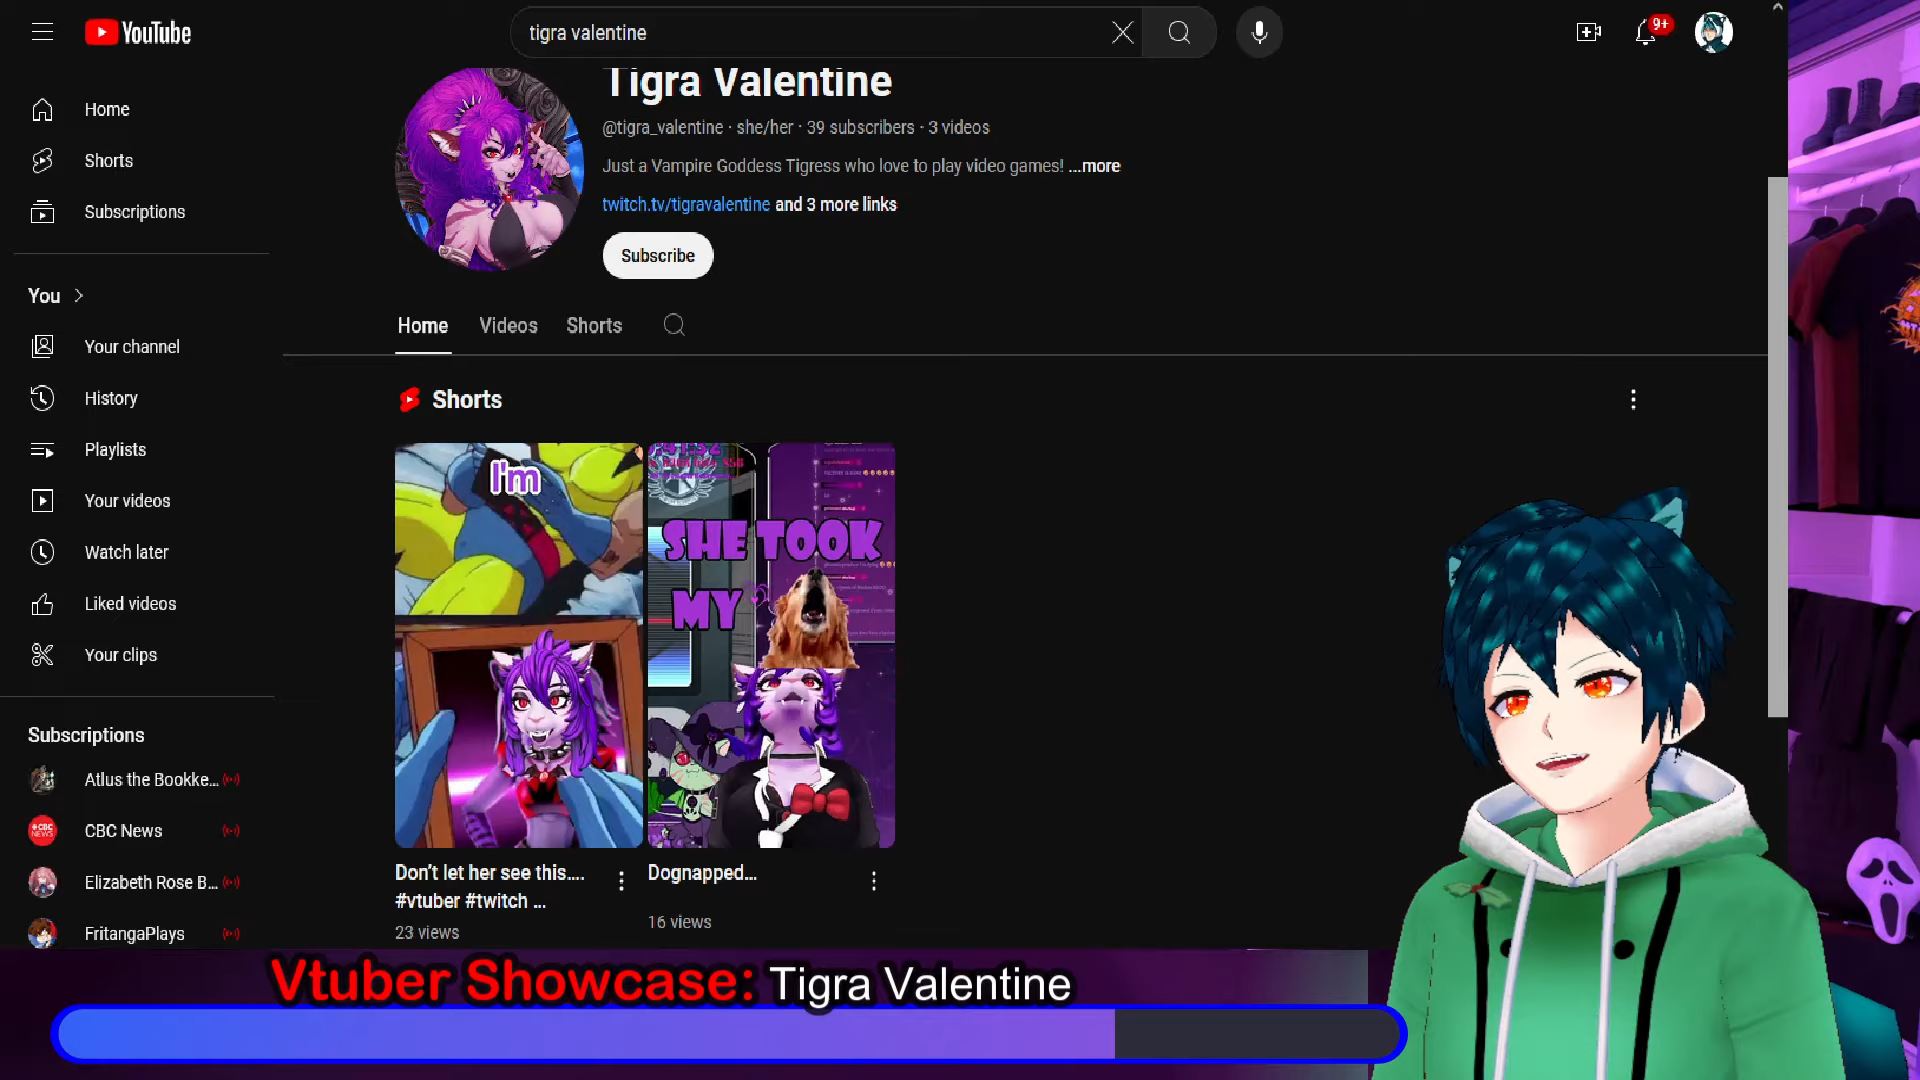 YouTube
tigra valentine
9+
Home
Shorts
Subscriptions
You
Your channel
History
Playlists
Your videos
Watch later
Liked videos
Your clips
Subscriptions
Atlus the Bookke...
CBC News
Elizabeth Rose B...
FritangaPlays
Tigra Valentine
@tigra_valentine · she/her · 39 subscribers · 3 videos
Just a Vampire Goddess Tigress who love to play video games! ...more
twitch.tv/tigravalentine and 3 more links
Subscribe
Home
Videos
Shorts
Shorts
I'm
SHE TOOK
MY
Don't let her see this....
#vtuber #twitch ...
23 views
Dognapped...
16 views
Vtuber Showcase: Tigra Valentine